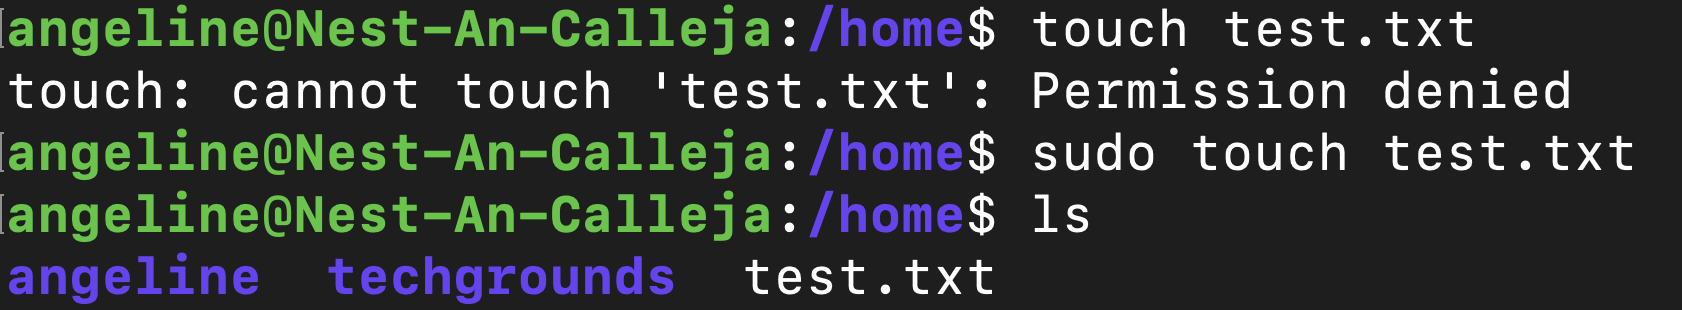 angeline@Nest-An-Calleja:/home$ touch test.txt
touch: cannot touch 'test.txt': Permission denied
angeline@Nest-An-Calleja:/home$ sudo touch test.txt
angeline@Nest-An-Calleja:/home$ ls
angeline  techgrounds  test.txt